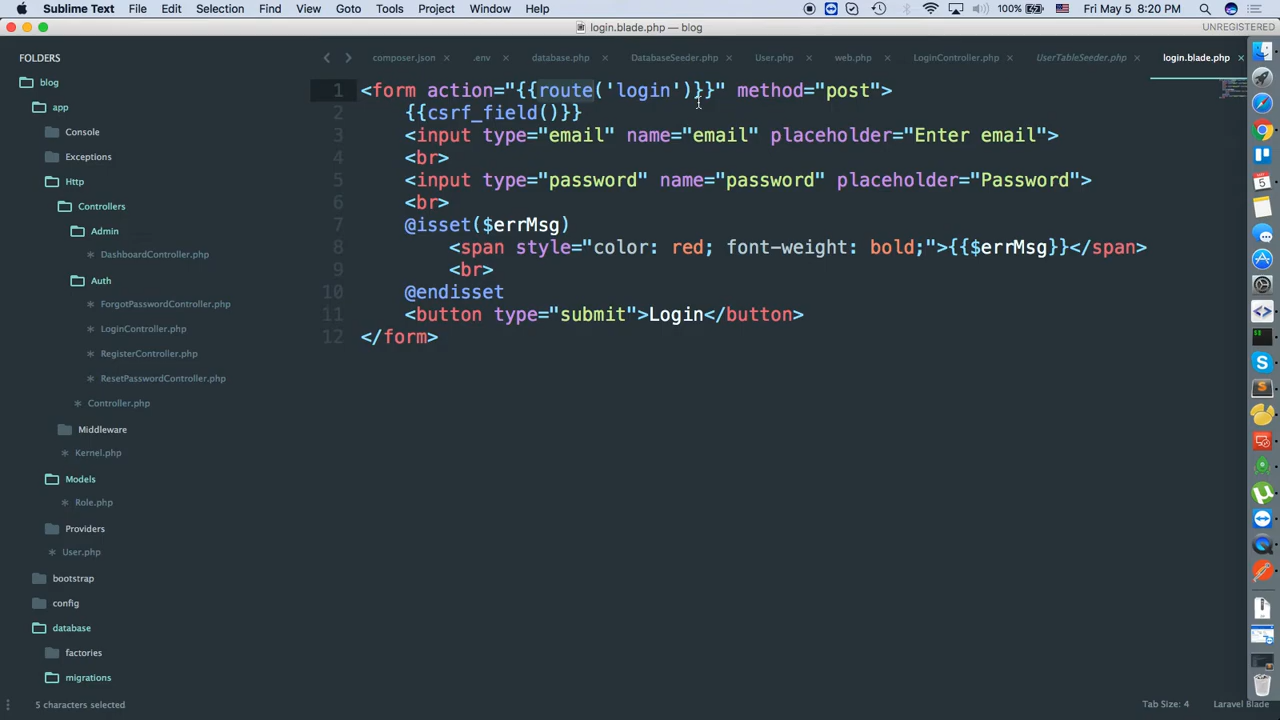 Sublime Text File Edit Selection Find View Goto Tools Project Window Help 100% Fri May 5 8:20 PM
login.blade.php — blog UNREGISTERED
FOLDERS
composer.json × .env × database.php × DatabaseSeeder.php × User.php × web.php × LoginController.php × UserTableSeeder.php × login.blade.php ×
blog
app
Console
Exceptions
Http
Controllers
Admin
DashboardController.php
Auth
ForgotPasswordController.php
LoginController.php
RegisterController.php
ResetPasswordController.php
Controller.php
Middleware
Kernel.php
Models
Role.php
Providers
User.php
bootstrap
config
database
factories
migrations
1 <form action="{{route('login')}}" method="post">
2 {{csrf_field()}}
3 <input type="email" name="email" placeholder="Enter email">
4 <br>
5 <input type="password" name="password" placeholder="Password">
6 <br>
7 @isset($errMsg)
8 <span style="color: red; font-weight: bold;">{{$errMsg}}</span>
9 <br>
10 @endisset
11 <button type="submit">Login</button>
12 </form>
5 characters selected Tab Size: 4 Laravel Blade